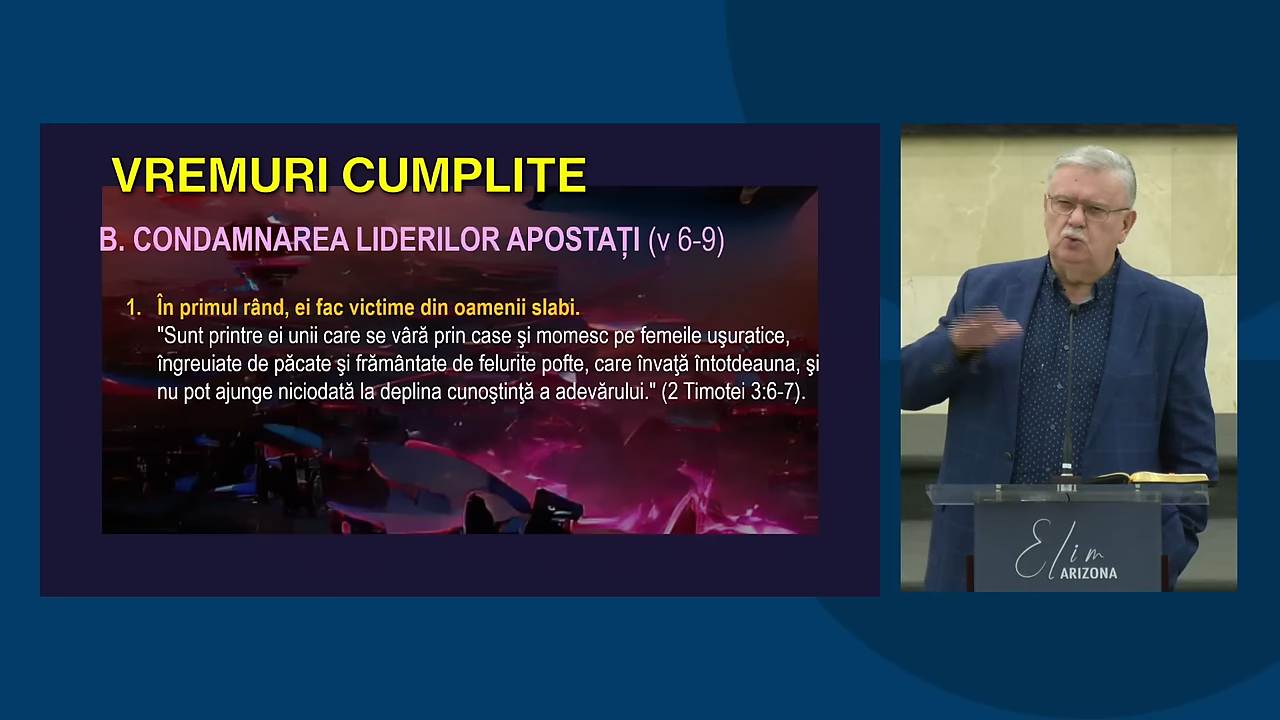 VREMURI CUMPLITE
B. CONDAMNAREA LIDERILOR APOSTAȚI (v 6-9)
1. În primul rând, ei fac victime din oamenii slabi.
"Sunt printre ei unii care se vâră prin case şi momesc pe femeile uşuratice,
îngreuiate de păcate şi frământate de felurite pofte, care învaţă întotdeauna, şi
nu pot ajunge niciodată la deplina cunoştinţă a adevărului." (2 Timotei 3:6-7).
Elim
ARIZONA